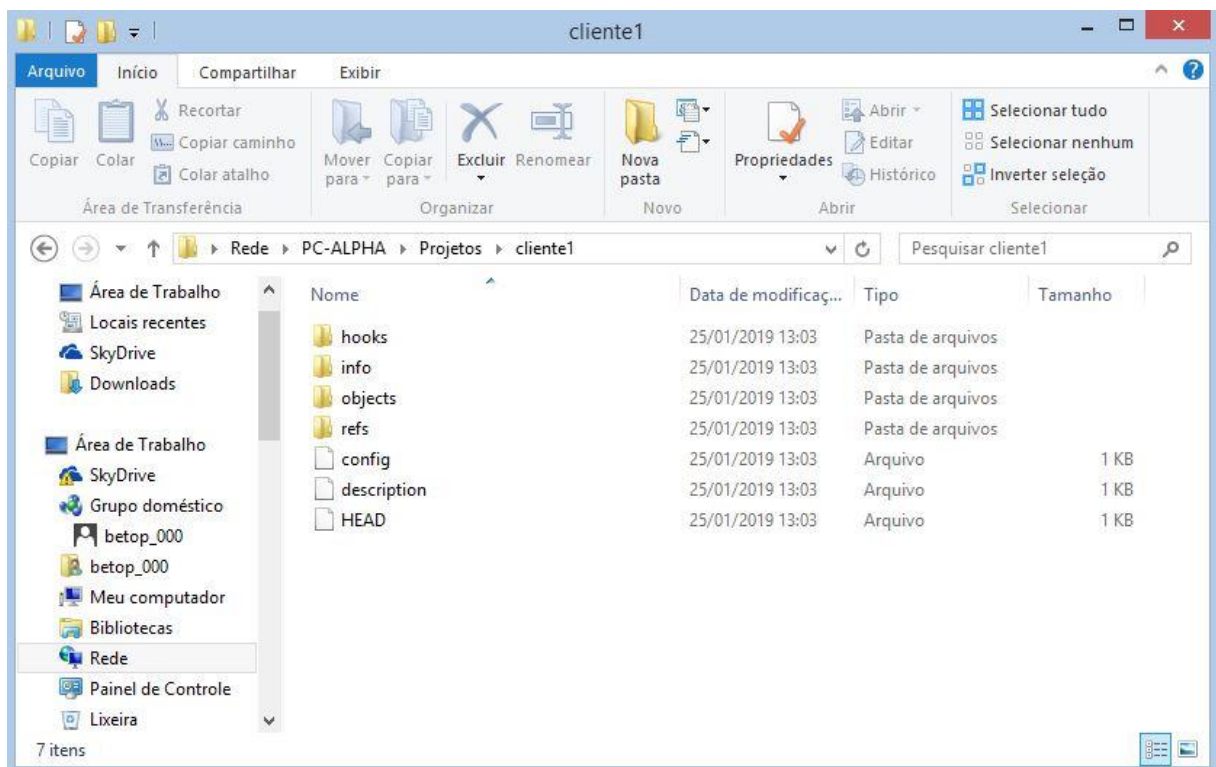 cliente1
Arquivo Início Compartilhar Exibir
Copiar
Colar
Recortar
Copiar caminho
Colar atalho
Área de Transferência
Mover para
Copiar para
Excluir
Renomear
Organizar
Nova pasta
Novo
Propriedades
Abrir
Editar
Histórico
Abrir
Selecionar tudo
Selecionar nenhum
Inverter seleção
Selecionar
Rede PC-ALPHA Projetos cliente1
Pesquisar cliente1
Área de Trabalho
Locais recentes
SkyDrive
Downloads
Área de Trabalho
SkyDrive
Grupo doméstico
betop_000
betop_000
Meu computador
Bibliotecas
Rede
Painel de Controle
Lixeira
Nome Data de modificaç... Tipo Tamanho
hooks 25/01/2019 13:03 Pasta de arquivos
info 25/01/2019 13:03 Pasta de arquivos
objects 25/01/2019 13:03 Pasta de arquivos
refs 25/01/2019 13:03 Pasta de arquivos
config 25/01/2019 13:03 Arquivo 1 KB
description 25/01/2019 13:03 Arquivo 1 KB
HEAD 25/01/2019 13:03 Arquivo 1 KB
7 itens